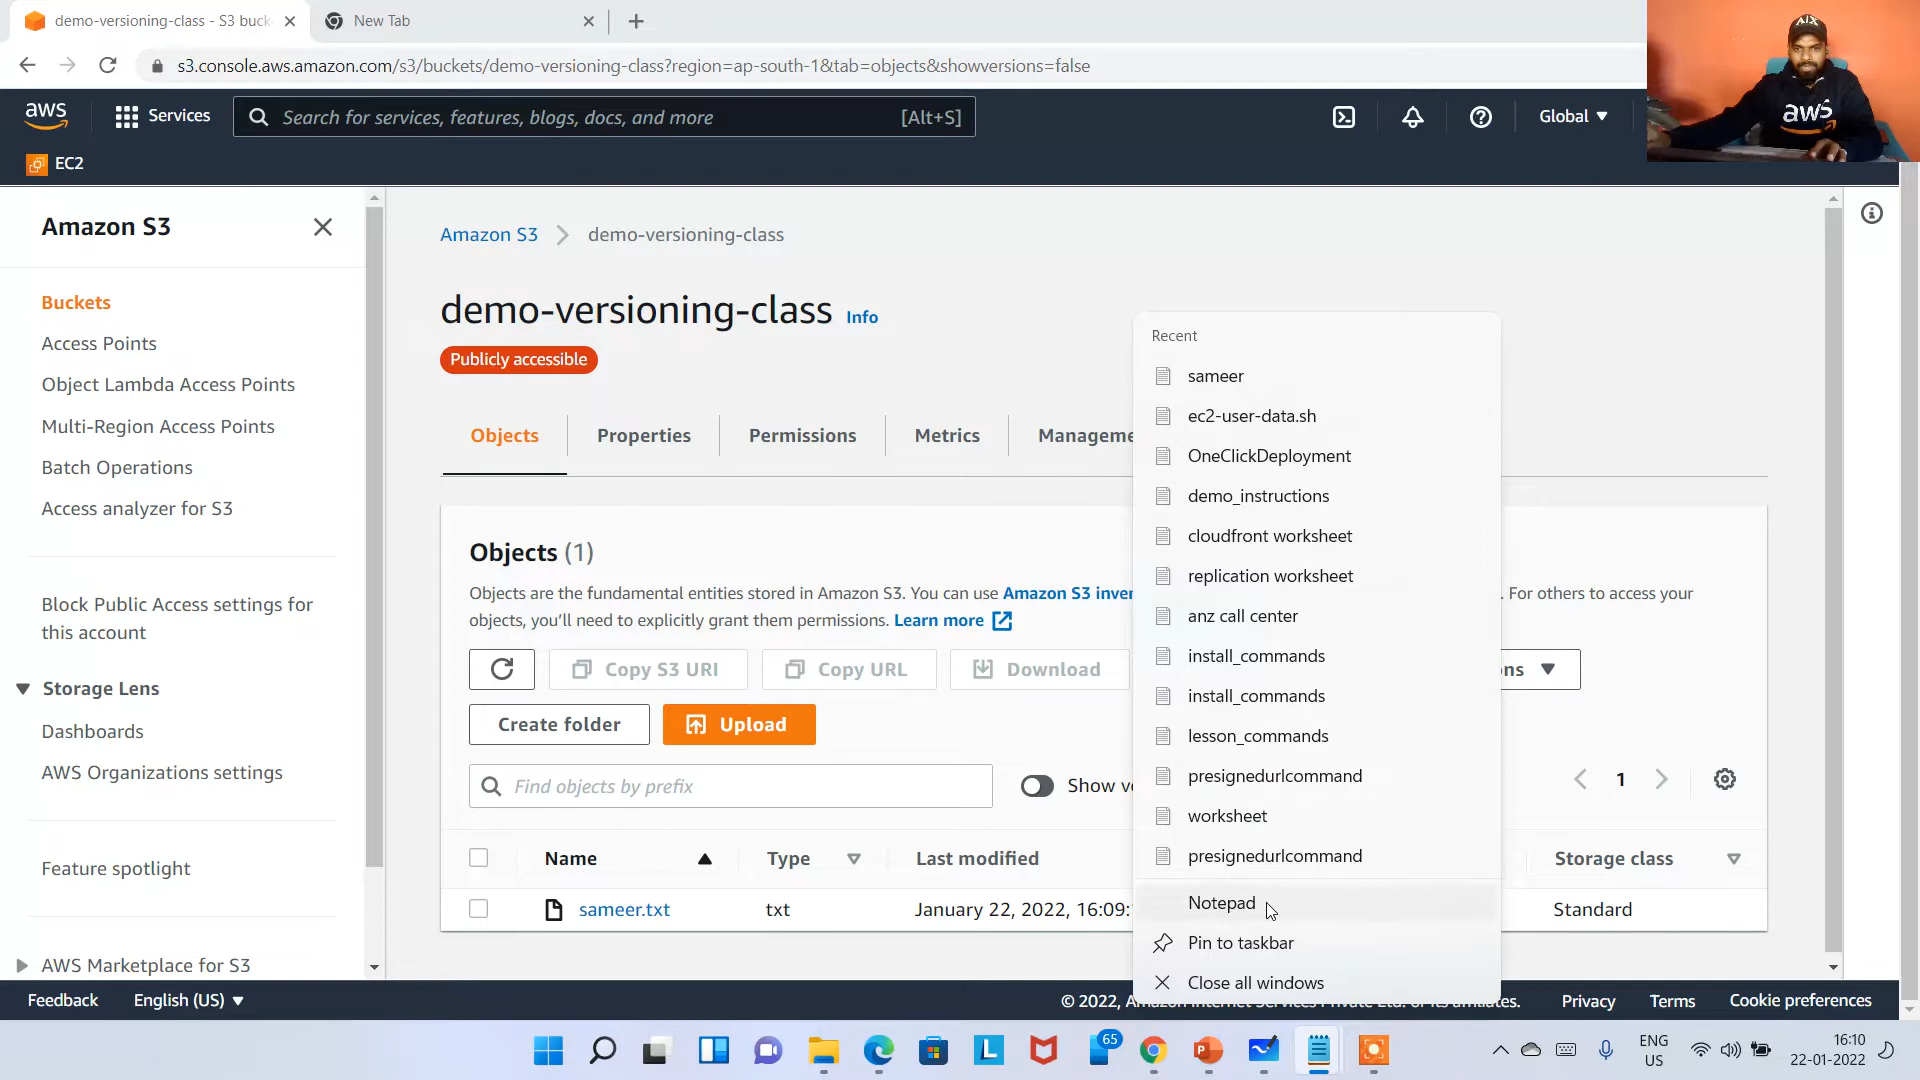 demo-versioning-class - S3 buck
New Tab
s3.console.aws.amazon.com/s3/buckets/demo-versioning-class?region=ap-south-1&tab=objects&showversions=false
aws
Services
Search for services, features, blogs, docs, and more
[Alt+S]
Global
A/X
aws
EC2
Amazon S3
Buckets
Access Points
Object Lambda Access Points
Multi-Region Access Points
Batch Operations
Access analyzer for S3
Block Public Access settings for
this account
Storage Lens
Dashboards
AWS Organizations settings
Feature spotlight
AWS Marketplace for S3
Amazon S3
demo-versioning-class
demo-versioning-class Info
Publicly accessible
Objects
Properties
Permissions
Metrics
Manageme
Objects (1)
Objects are the fundamental entities stored in Amazon S3. You can use Amazon S3 inver
. For others to access your
objects, you'll need to explicitly grant them permissions. Learn more
Copy S3 URI
Copy URL
Download
ns
Create folder
Upload
Find objects by prefix
Show ve
1
Name
Type
Last modified
Storage class
sameer.txt
txt
January 22, 2022, 16:09:
Standard
Recent
sameer
ec2-user-data.sh
OneClickDeployment
demo_instructions
cloudfront worksheet
replication worksheet
anz call center
install_commands
install_commands
lesson_commands
presignedurlcommand
worksheet
presignedurlcommand
Notepad
Pin to taskbar
Close all windows
Feedback
English (US)
© 2022, Amazon Internet Services Private Ltd. or its affiliates.
Privacy
Terms
Cookie preferences
65
ENG
US
16:10
22-01-2022